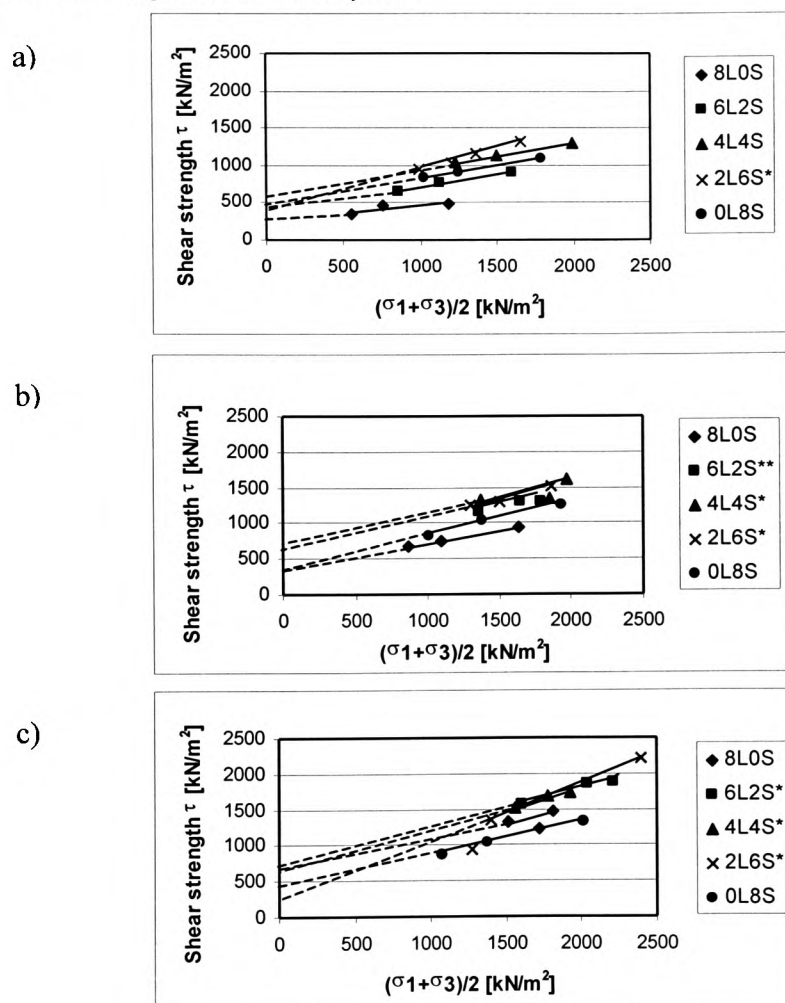 a)
Shear strength τ [kN/m²]
2500
2000
1500
1000
500
0
0 500 1000 1500 2000 2500
(σ1+σ3)/2 [kN/m²]
8L0S
6L2S
4L4S
2L6S*
0L8S
b)
Shear strength τ [kN/m²]
2500
2000
1500
1000
500
0
0 500 1000 1500 2000 2500
(σ1+σ3)/2 [kN/m²]
8L0S
6L2S**
4L4S*
2L6S*
0L8S
c)
Shear strength τ [kN/m²]
2500
2000
1500
1000
500
0
0 500 1000 1500 2000 2500
(σ1+σ3)/2 [kN/m²]
8L0S
6L2S*
4L4S*
2L6S*
0L8S